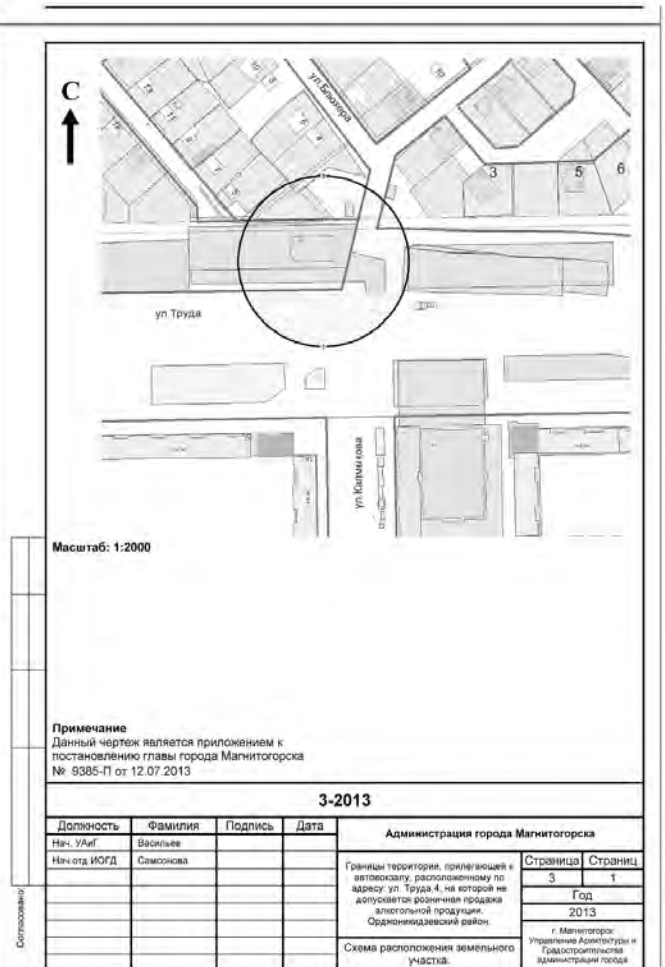 С
ул.Блюхера
10
3
5
6
ул.Труда
ул.Калмыкова
Масштаб: 1:2000
Примечание
Данный чертеж является приложением к
постановлению главы города Магнитогорска
№ 9385-П от 12.07.2013
3-2013
Должность Фамилия Подпись Дата
Администрация города Магнитогорска
Нач. УАиГ Васильев
Нач.отд ИОГД Самсонова
Границы территории, прилегающей к
автовокзалу, расположенному по
адресу: ул. Труда,4, на которой не
допускается розничная продажа
алкогольной продукции.
Орджоникидзевский район.
Страница Страниц
3 1
Год
2013
Схема расположения земельного
участка.
г. Магнитогорск
Управление Архитектуры и
Градостроительства
администрации города
Согласовано: